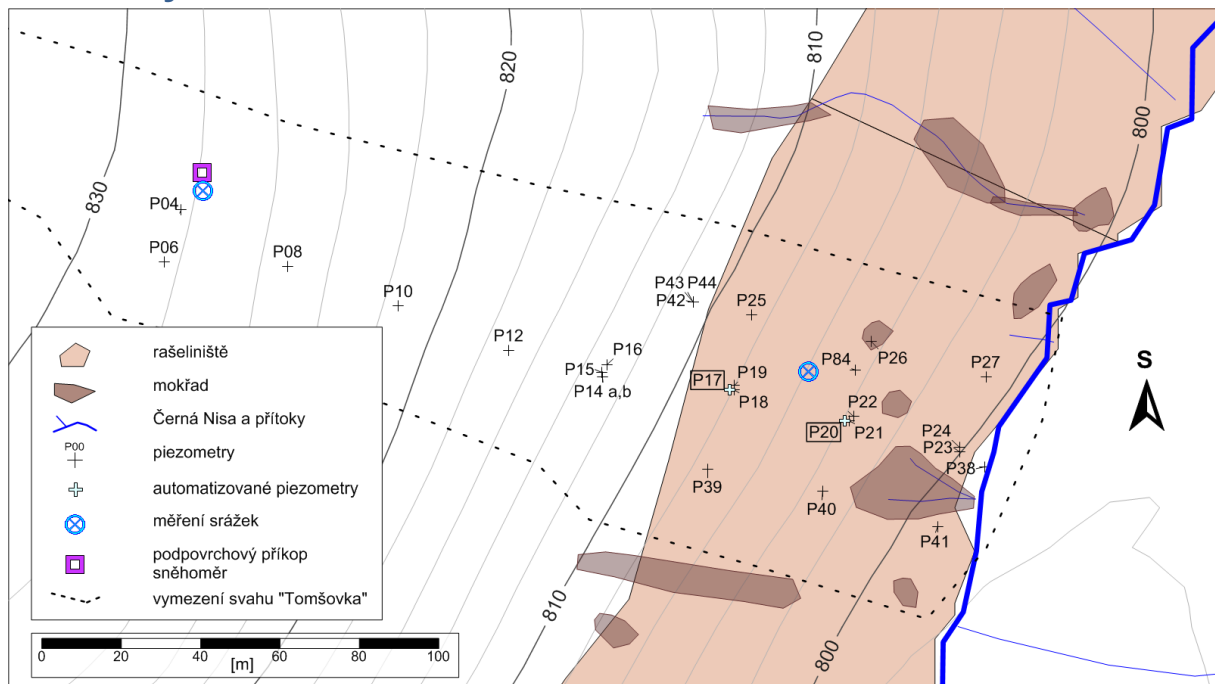 820
810
800
830
P04
P06
P08
P10
P12
P43 P44
P42
P25
P16
P15
P14 a,b
P17
P19
P18
P84
P26
P27
P22
P20
P21
P24
P23
P38
P39
P40
P41
810
800
S
rašeliniště
mokřad
Černá Nisa a přítoky
P00
piezometry
automatizované piezometry
měření srážek
podpovrchový příkop
sněhoměr
vymezení svahu "Tomšovka"
0 20 40 60 80 100
[m]